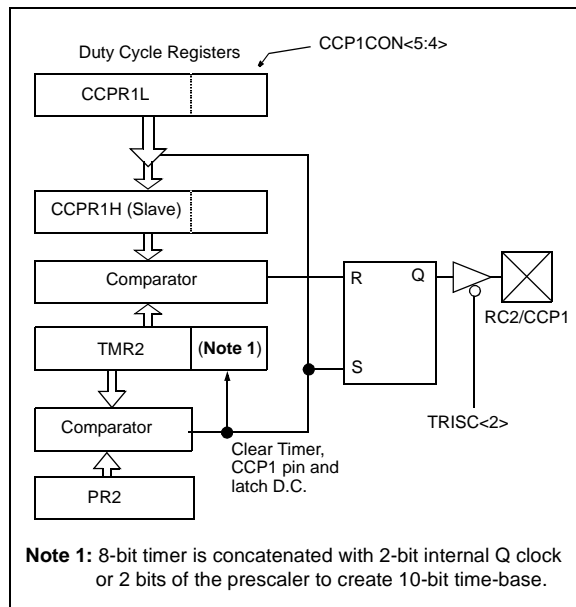 Duty Cycle Registers
CCP1CON<5:4>
CCPR1L
CCPR1H (Slave)
Comparator
R
Q
RC2/CCP1
TMR2
(Note 1)
S
TRISC<2>
Comparator
Clear Timer,
CCP1 pin and
latch D.C.
PR2
Note 1: 8-bit timer is concatenated with 2-bit internal Q clock
or 2 bits of the prescaler to create 10-bit time-base.